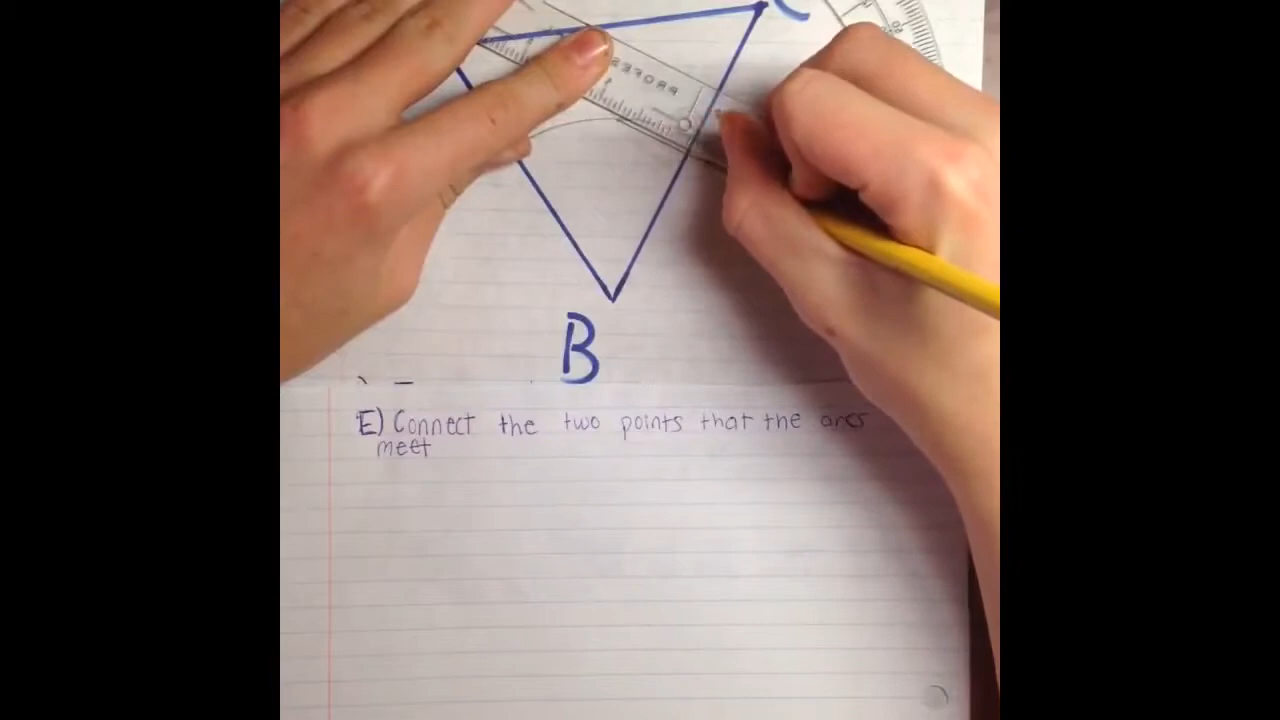 C
B
E) Connect the two points that the arcs
meet